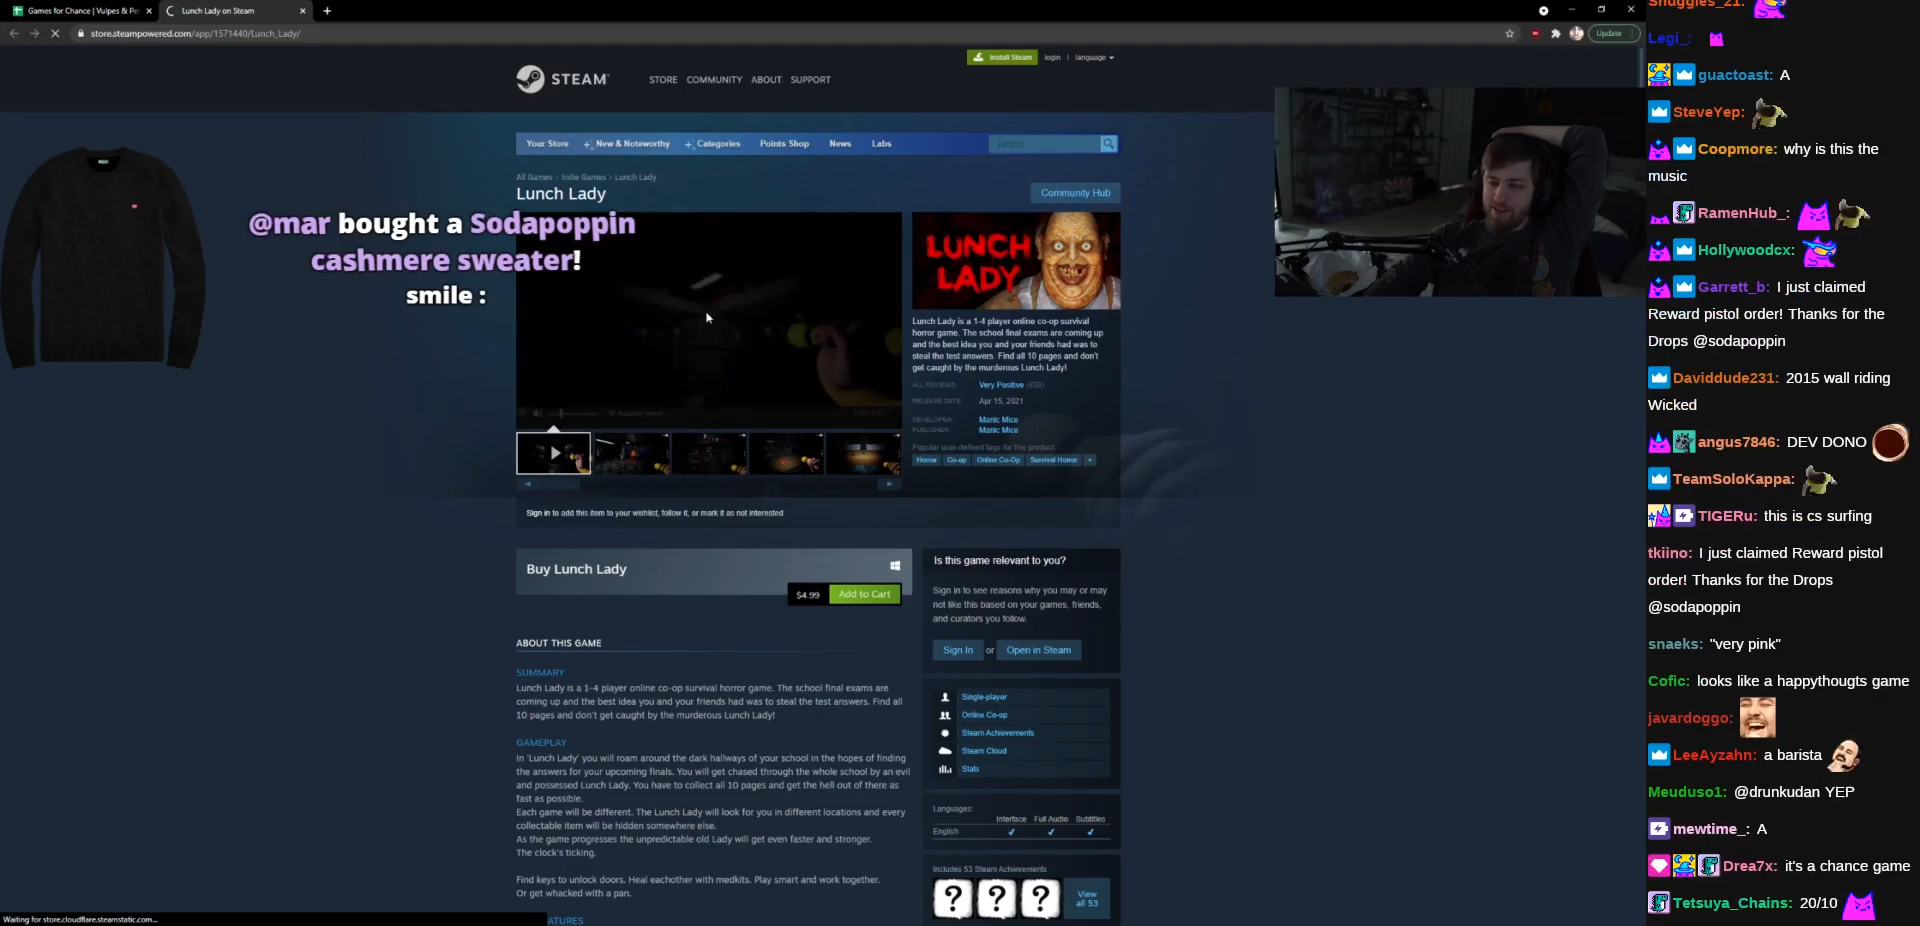 Games for Chance | Vulpes & Pe
Lunch Lady on Steam
store.steampowered.com/app/1571440/Lunch_Lady/
Update
Install Steam
login | language
STEAM
STORE COMMUNITY ABOUT SUPPORT
Your Store New & Noteworthy Categories Points Shop News Labs
search
All Games > Indie Games > Lunch Lady
Lunch Lady
Community Hub
@mar bought a Sodapoppin
cashmere sweater!
smile :
LUNCH
LADY
Lunch Lady is a 1-4 player online co-op survival
horror game. The school final exams are coming up
and the best idea you and your friends had was to
steal the test answers. Find all 10 pages and don't
get caught by the murderous Lunch Lady!
ALL REVIEWS: Very Positive (638)
RELEASE DATE: Apr 15, 2021
DEVELOPER: Manic Mice
PUBLISHER: Manic Mice
Popular user-defined tags for this product:
Horror Co-op Online Co-Op Survival Horror +
Sign in to add this item to your wishlist, follow it, or mark it as not interested
Buy Lunch Lady
$4.99 Add to Cart
ABOUT THIS GAME
SUMMARY
Lunch Lady is a 1-4 player online co-op survival horror game. The school final exams are
coming up and the best idea you and your friends had was to steal the test answers. Find all
10 pages and don't get caught by the murderous Lunch Lady!
GAMEPLAY
In 'Lunch Lady' you will roam around the dark hallways of your school in the hopes of finding
the answers for your upcoming finals. You will get chased through the whole school by an evil
and possessed Lunch Lady. You have to collect all 10 pages and get the hell out of there as
fast as possible.
Each game will be different. The Lunch Lady will look for you in different locations and every
collectable item will be hidden somewhere else.
As the game progresses the unpredictable old Lady will get even faster and stronger.
The clock's ticking.
Find keys to unlock doors. Heal eachother with medkits. Play smart and work together.
Or get whacked with a pan.
ATURES
Waiting for store.cloudflare.steamstatic.com...
Is this game relevant to you?
Sign in to see reasons why you may or may
not like this based on your games, friends,
and curators you follow.
Sign In or Open in Steam
Single-player
Online Co-op
Steam Achievements
Steam Cloud
Stats
Languages:
Interface Full Audio Subtitles
English ✔ ✔ ✔
Includes 53 Steam Achievements
? ? ?
View
all 53
Snuggles_21:
Legi_:
guactoast: A
SteveYep:
Coopmore: why is this the
music
RamenHub_:
Hollywoodcx:
Garrett_b: I just claimed
Reward pistol order! Thanks for the
Drops @sodapoppin
Daviddude231: 2015 wall riding
Wicked
angus7846: DEV DONO
TeamSoloKappa:
TIGERu: this is cs surfing
tkiino: I just claimed Reward pistol
order! Thanks for the Drops
@sodapoppin
snaeks: "very pink"
Cofic: looks like a happythougts game
javardoggo:
LeeAyzahn: a barista
Meuduso1: @drunkudan YEP
mewtime_: A
Drea7x: it's a chance game
Tetsuya_Chains: 20/10